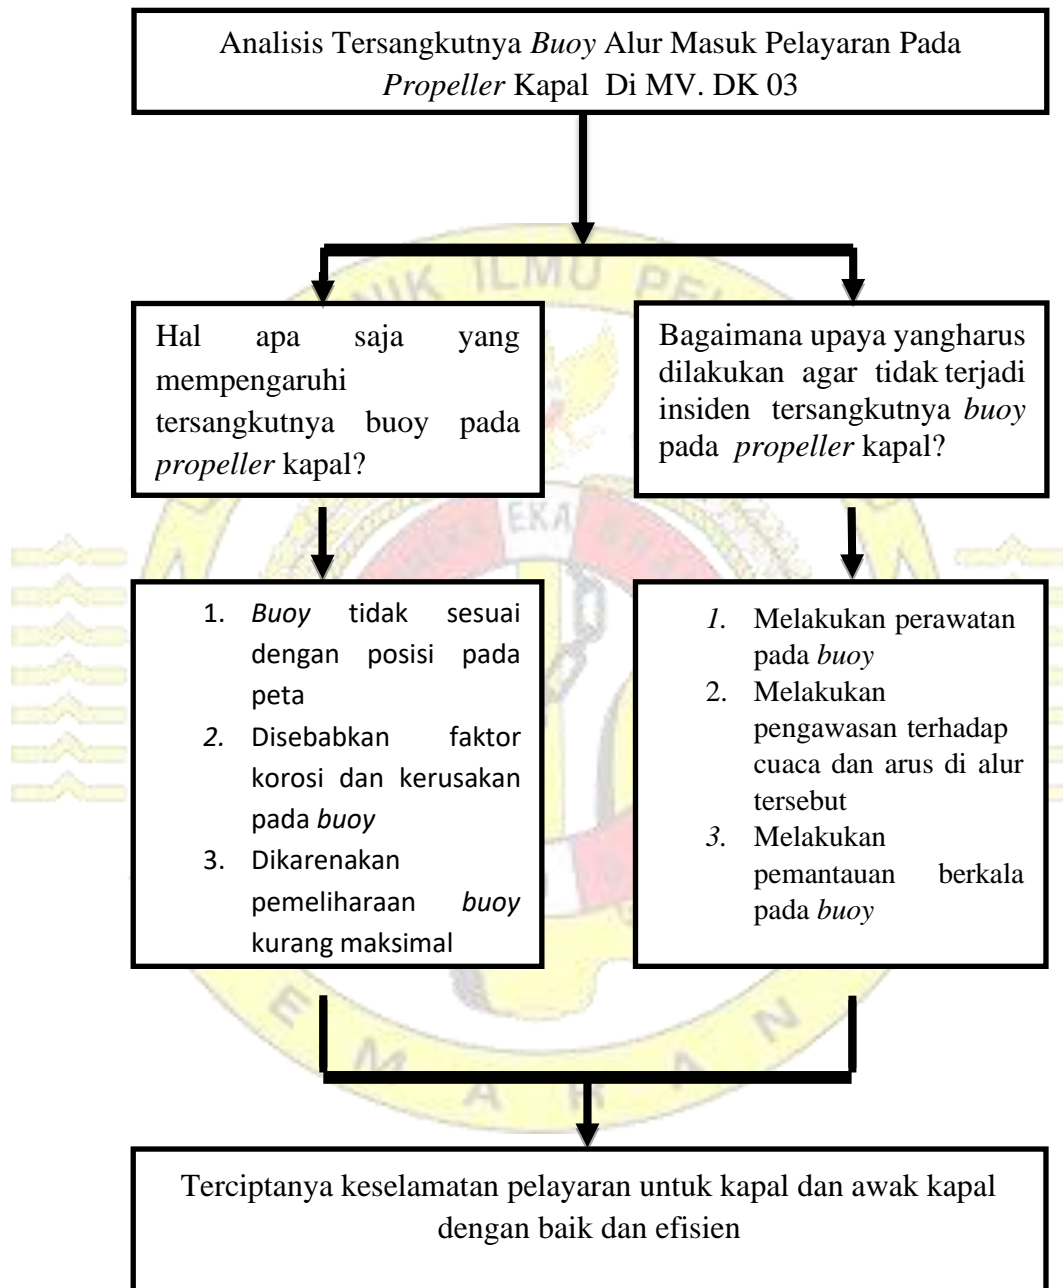 Analisis Tersangkutnya Buoy Alur Masuk Pelayaran Pada
Propeller Kapal Di MV. DK 03
NIK ILMU PEL
Hal apa saja yang
mempengaruhi
tersangkutnya buoy pada
propeller kapal?
Bagaimana upaya yangharus
dilakukan agar tidak terjadi
insiden tersangkutnya buoy
pada propeller kapal?
EKA
1. Buoy tidak sesuai
dengan posisi pada
peta
2. Disebabkan faktor
korosi dan kerusakan
pada buoy
3. Dikarenakan
pemeliharaan buoy
kurang maksimal
1. Melakukan perawatan
pada buoy
2. Melakukan
pengawasan terhadap
cuaca dan arus di alur
tersebut
3. Melakukan
pemantauan berkala
pada buoy
E M A R A N
Terciptanya keselamatan pelayaran untuk kapal dan awak kapal
dengan baik dan efisien